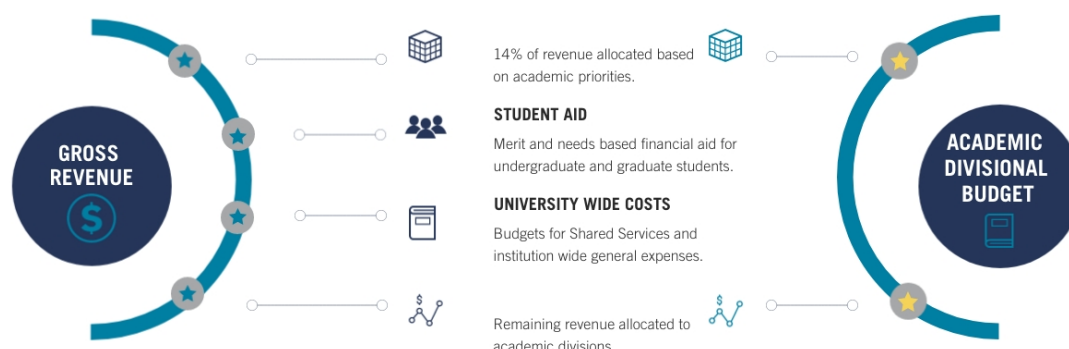 GROSS
REVENUE
$
14% of revenue allocated based
on academic priorities.
STUDENT AID
Merit and needs based financial aid for
undergraduate and graduate students.
UNIVERSITY WIDE COSTS
Budgets for Shared Services and
institution wide general expenses.
$
$
Remaining revenue allocated to
academic divisions
ACADEMIC
DIVISIONAL
BUDGET